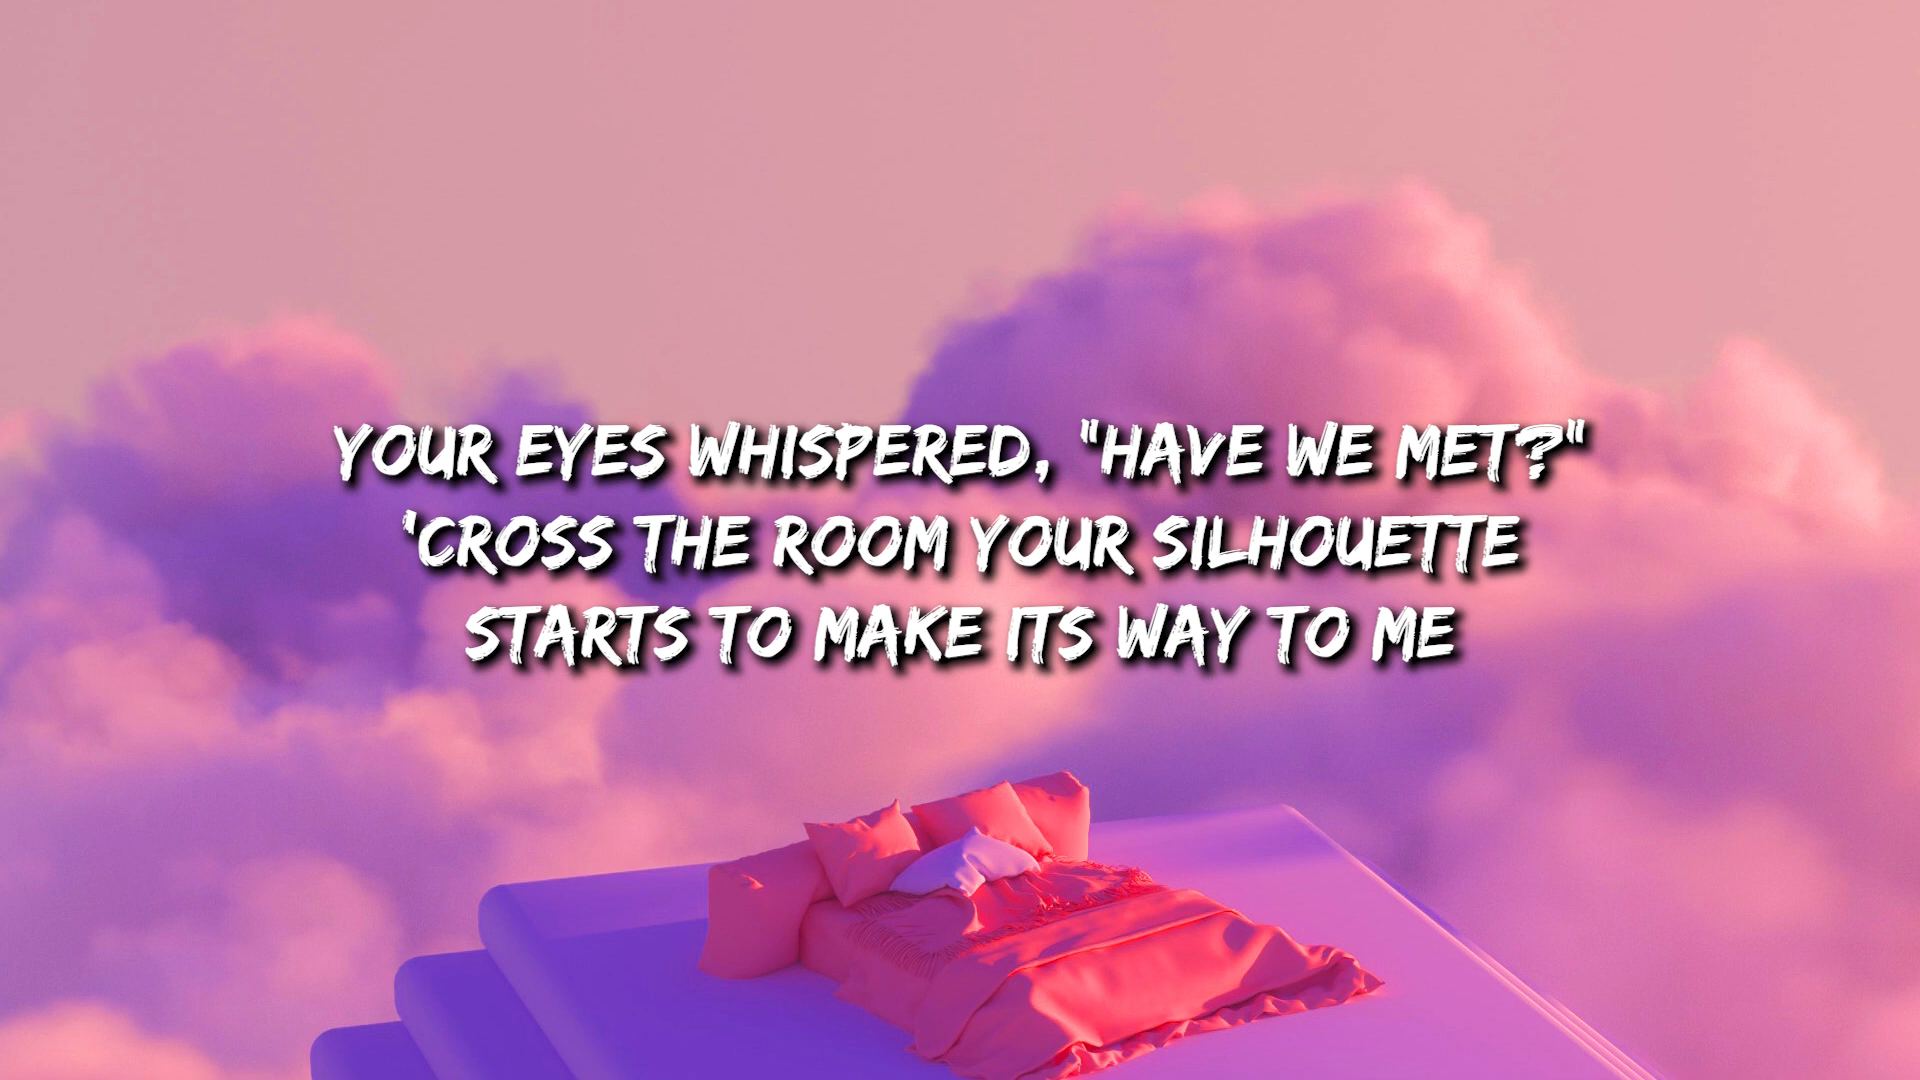 YOUR EYES WHISPERED, "HAVE WE MET?"
'CROSS THE ROOM YOUR SILHOUETTE
STARTS TO MAKE ITS WAY TO ME